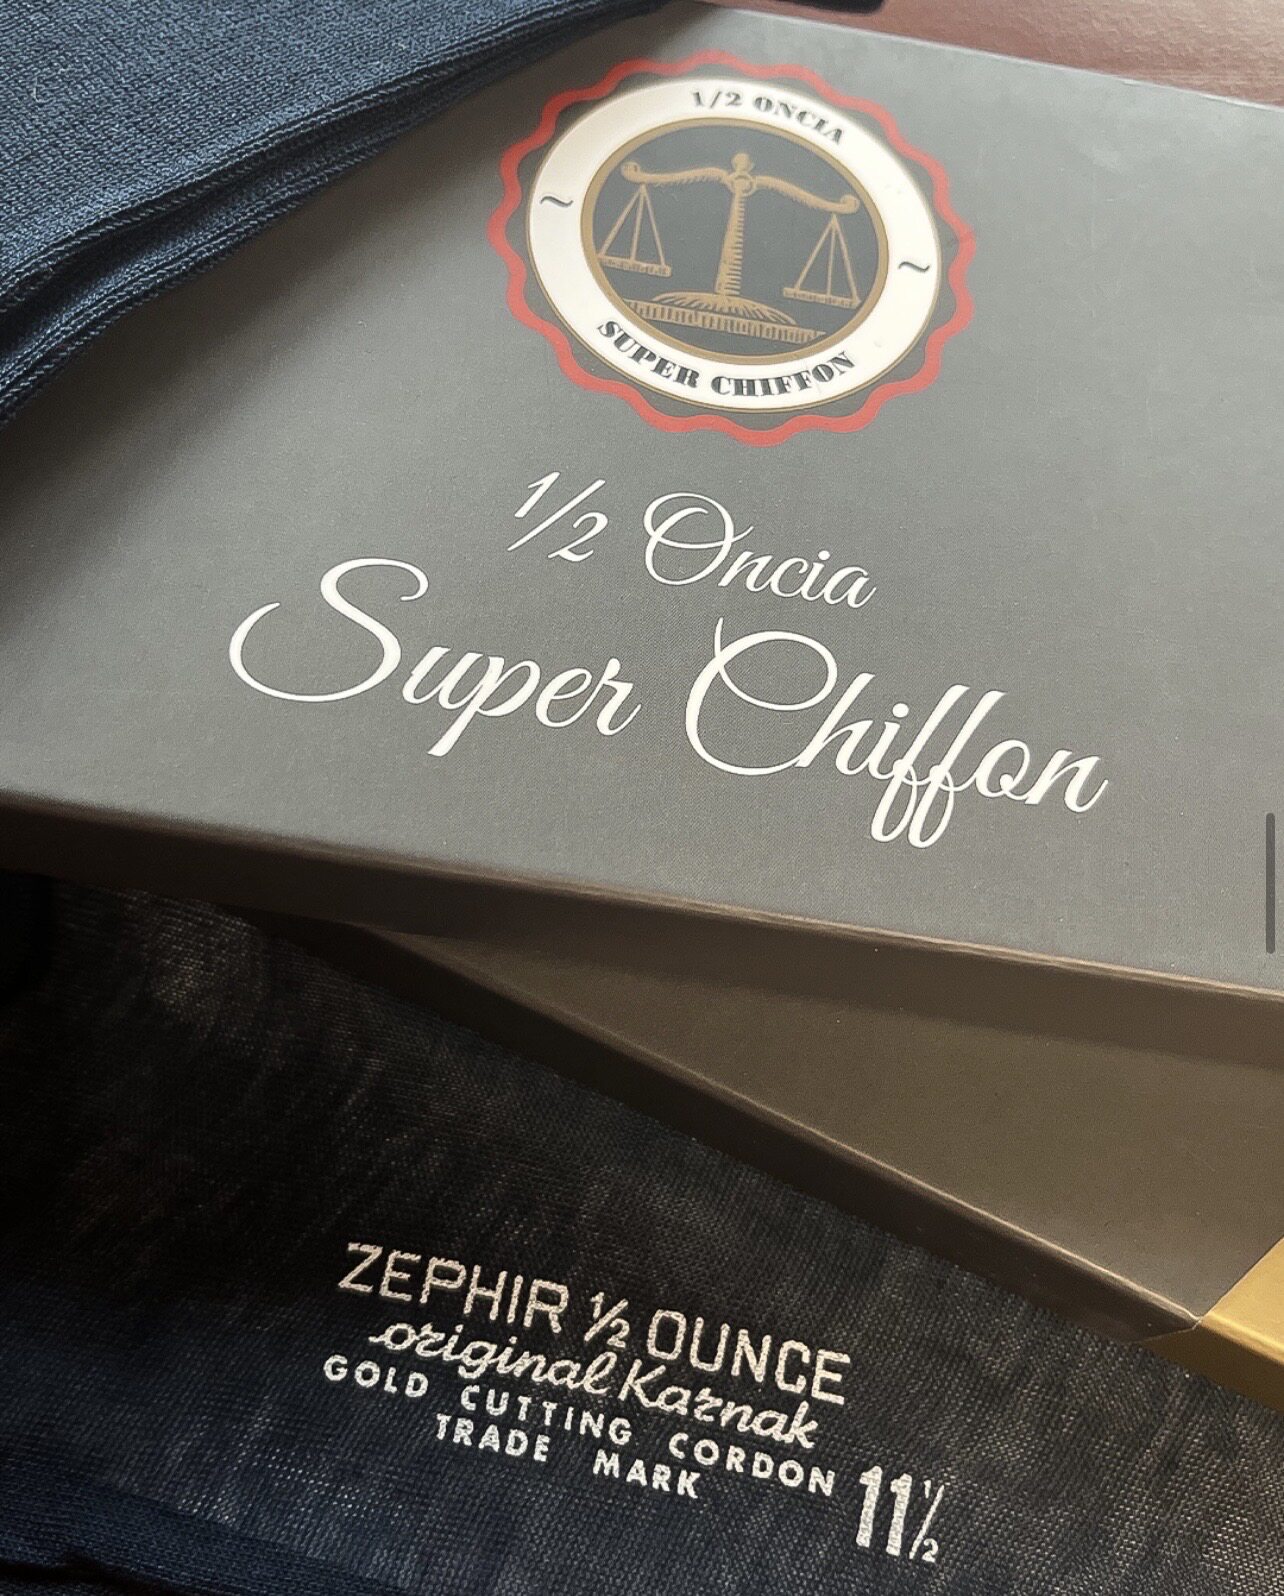 1/2 ONCIA
~ ~
SUPER CHIFFON
1/2 Oncia
Super Chiffon
ZEPHIR 1/2 OUNCE
original Karnak
GOLD CUTTING CORDON
TRADE MARK
11 1/2